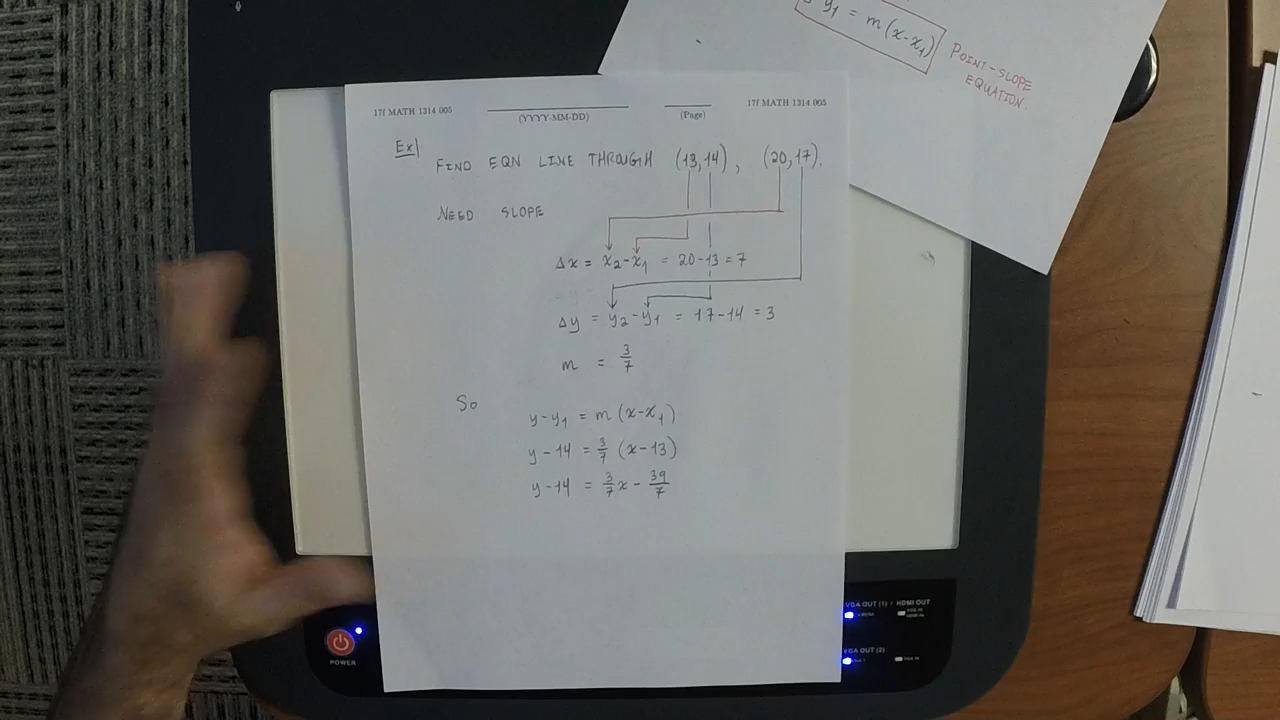 y₁ = m(x-x₁)
POINT-SLOPE
EQUATION.
17f MATH 1314 005 (YYYY-MM-DD) (Page) 17f MATH 1314 005
Ex|
FIND EQN LINE THROUGH (13,14), (20,17).
NEED SLOPE
Δx = x₂-x₁ = 20-13 = 7
Δy = y₂-y₁ = 17-14 = 3
m = 3/7
So
y-y₁ = m(x-x₁)
y-14 = 3/7 (x-13)
y-14 = 3/7x - 39/7
POWER
VGA OUT (1) / HDMI OUT
VGA OUT (2)